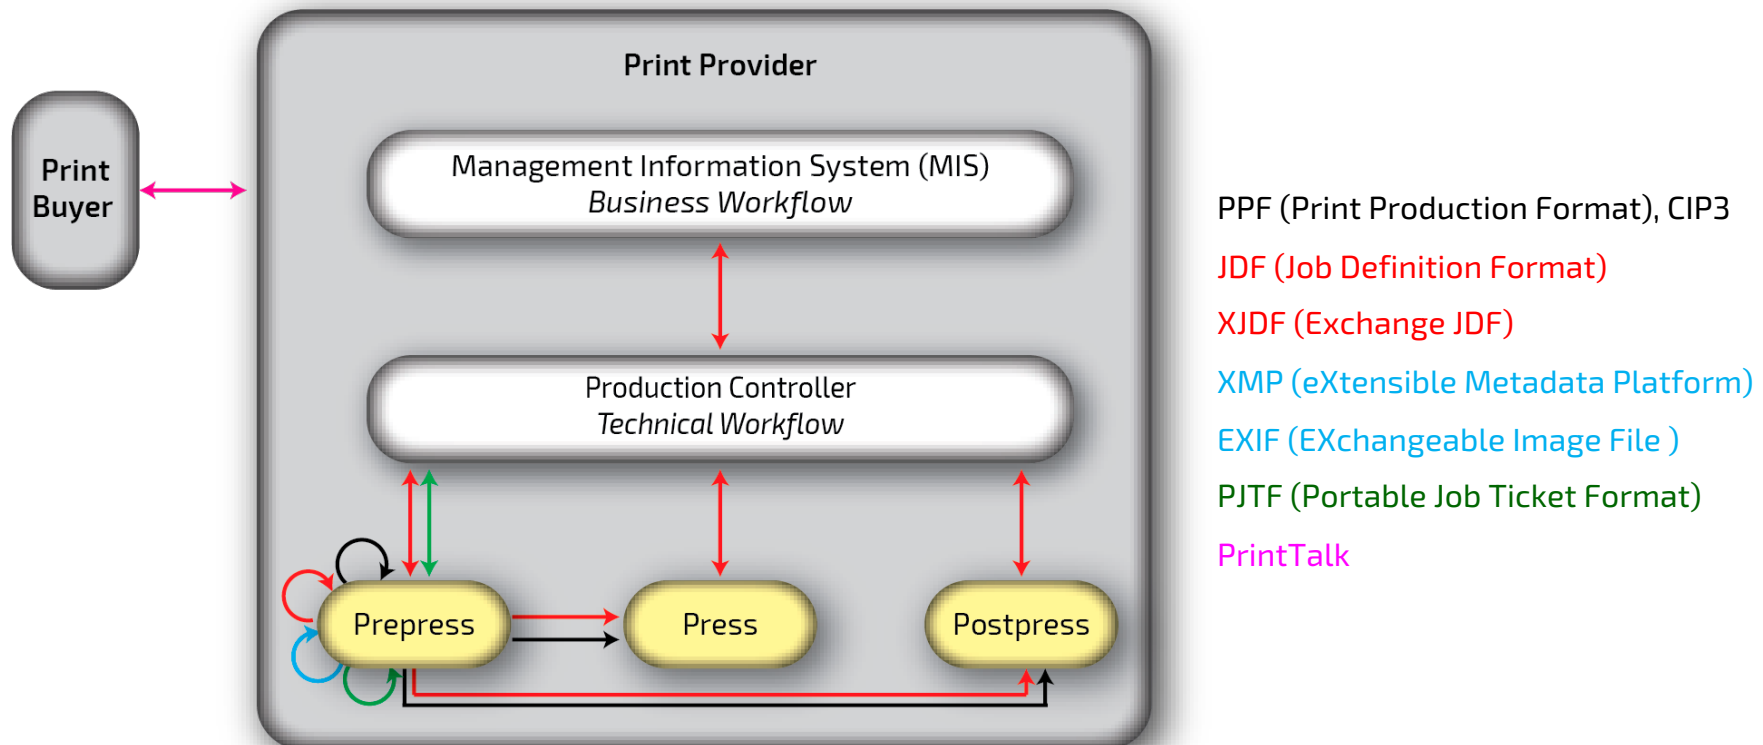 Print Provider
Print
Buyer
Management Information System (MIS)
Business Workflow
Production Controller
Technical Workflow
Prepress
Press
Postpress
PPF (Print Production Format), CIP3
JDF (Job Definition Format)
XJDF (Exchange JDF)
XMP (eXtensible Metadata Platform)
EXIF (EXchangeable Image File )
PJTF (Portable Job Ticket Format)
PrintTalk